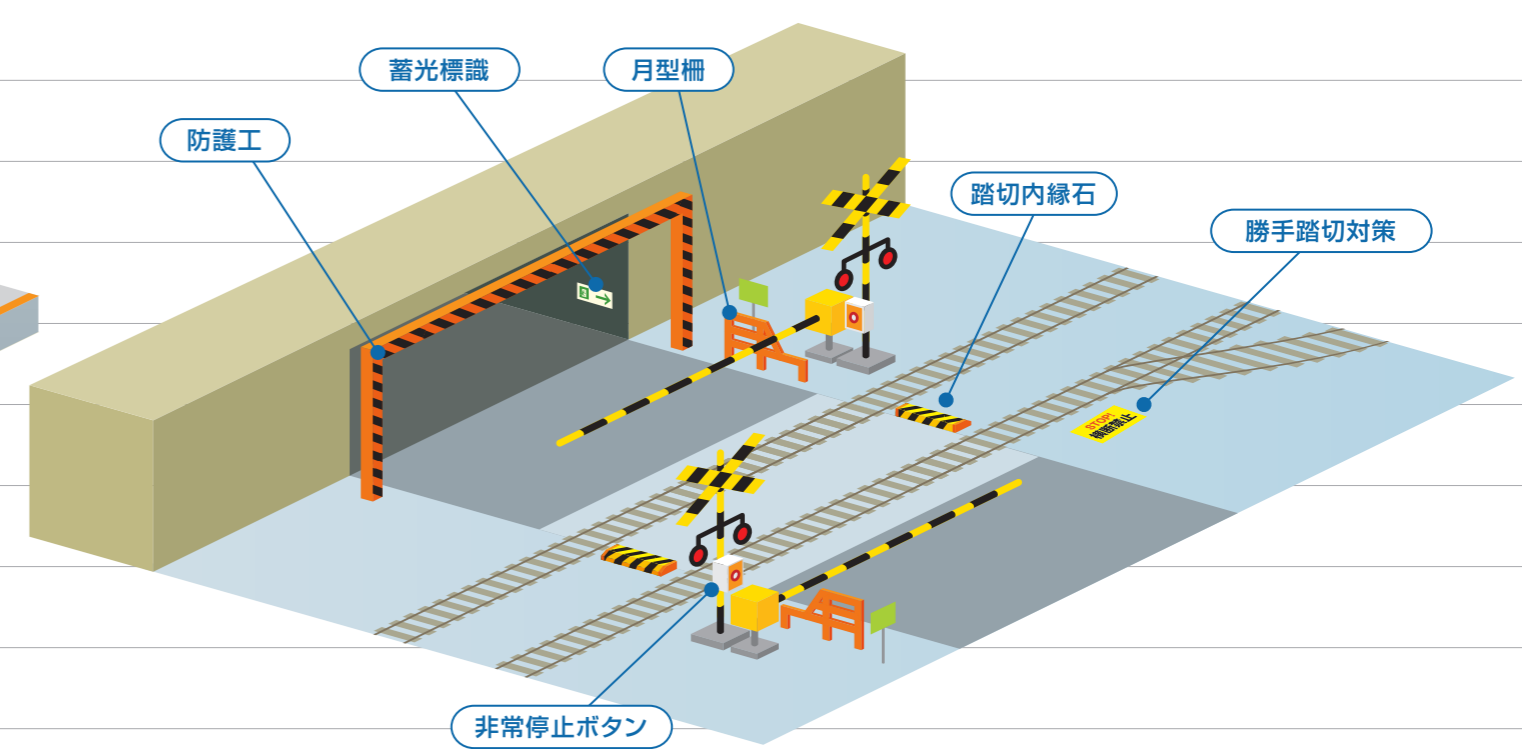 蓄光標識
月型柵
防護工
踏切内縁石
勝手踏切対策
STOP!
横断禁止
非常停止ボタン